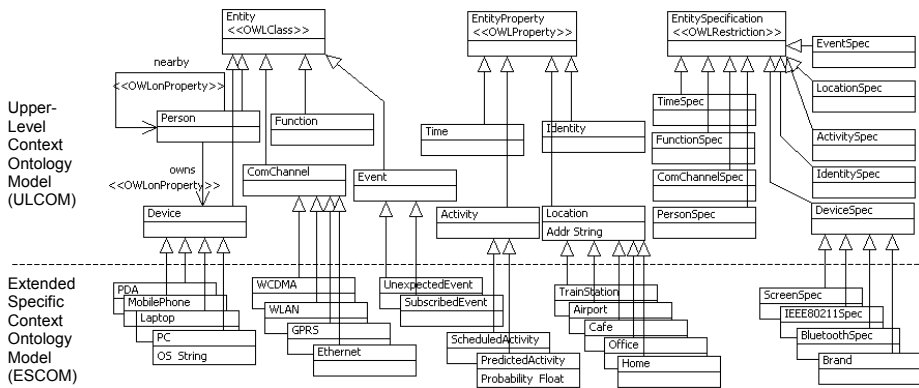 Entity
<<OWLClass>>
EntityProperty
<<OWLProperty>>
EntitySpecification
<<OWLRestriction>>
EventSpec
nearby
<<OWLonProperty>>
LocationSpec
Upper-
Level
Context
Ontology
Model
(ULCOM)
Person
Function
Time
Identity
TimeSpec
FunctionSpec
ActivitySpec
owns
<<OWLonProperty>>
ComChannel
Event
ComChannelSpec
IdentitySpec
Device
Activity
Location
Addr String
PersonSpec
DeviceSpec
Extended
Specific
Context
Ontology
Model
(ESCOM)
PDA
MobilePhone
Laptop
PC
OS String
WCDMA
WLAN
GPRS
Ethernet
UnexpectedEvent
SubscribedEvent
ScheduledActivity
PredictedActivity
Probability Float
TrainStation
Airport
Cafe
Office
Home
ScreenSpec
IEEE80211Spec
BluetoothSpec
Brand